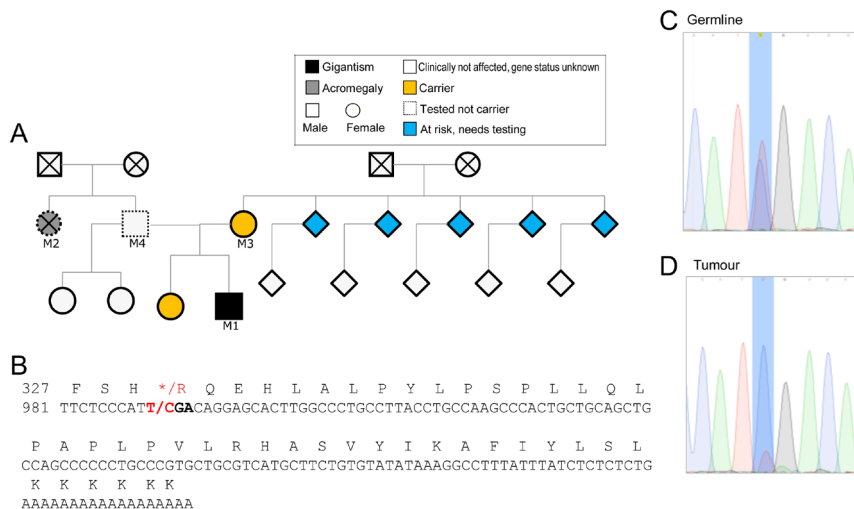 C Germline
Gigantism
Clinically not affected, gene status unknown
Acromegaly
Carrier
Tested not carrier
Male
Female
At risk, needs testing
A
M2
M4
M3
M1
D Tumour
B
327 F S H */R Q E H L A L P Y L P S P L L Q L
981 TTCTCCCATT/CGACAGGAGCACTTGGCCCTGCCTTACCTGCCAAGCCCACTGCTGCAGCTG
P A P L P V L R H A S V Y I K A F I Y L S L
CCAGCCCCCCTGCCCGTGCTGCGTCATGCTTCTGTGTATATAAAGGCCTTTATTTATCTCTCTCTG
K K K K K K
AAAAAAAAAAAAAAAAAA